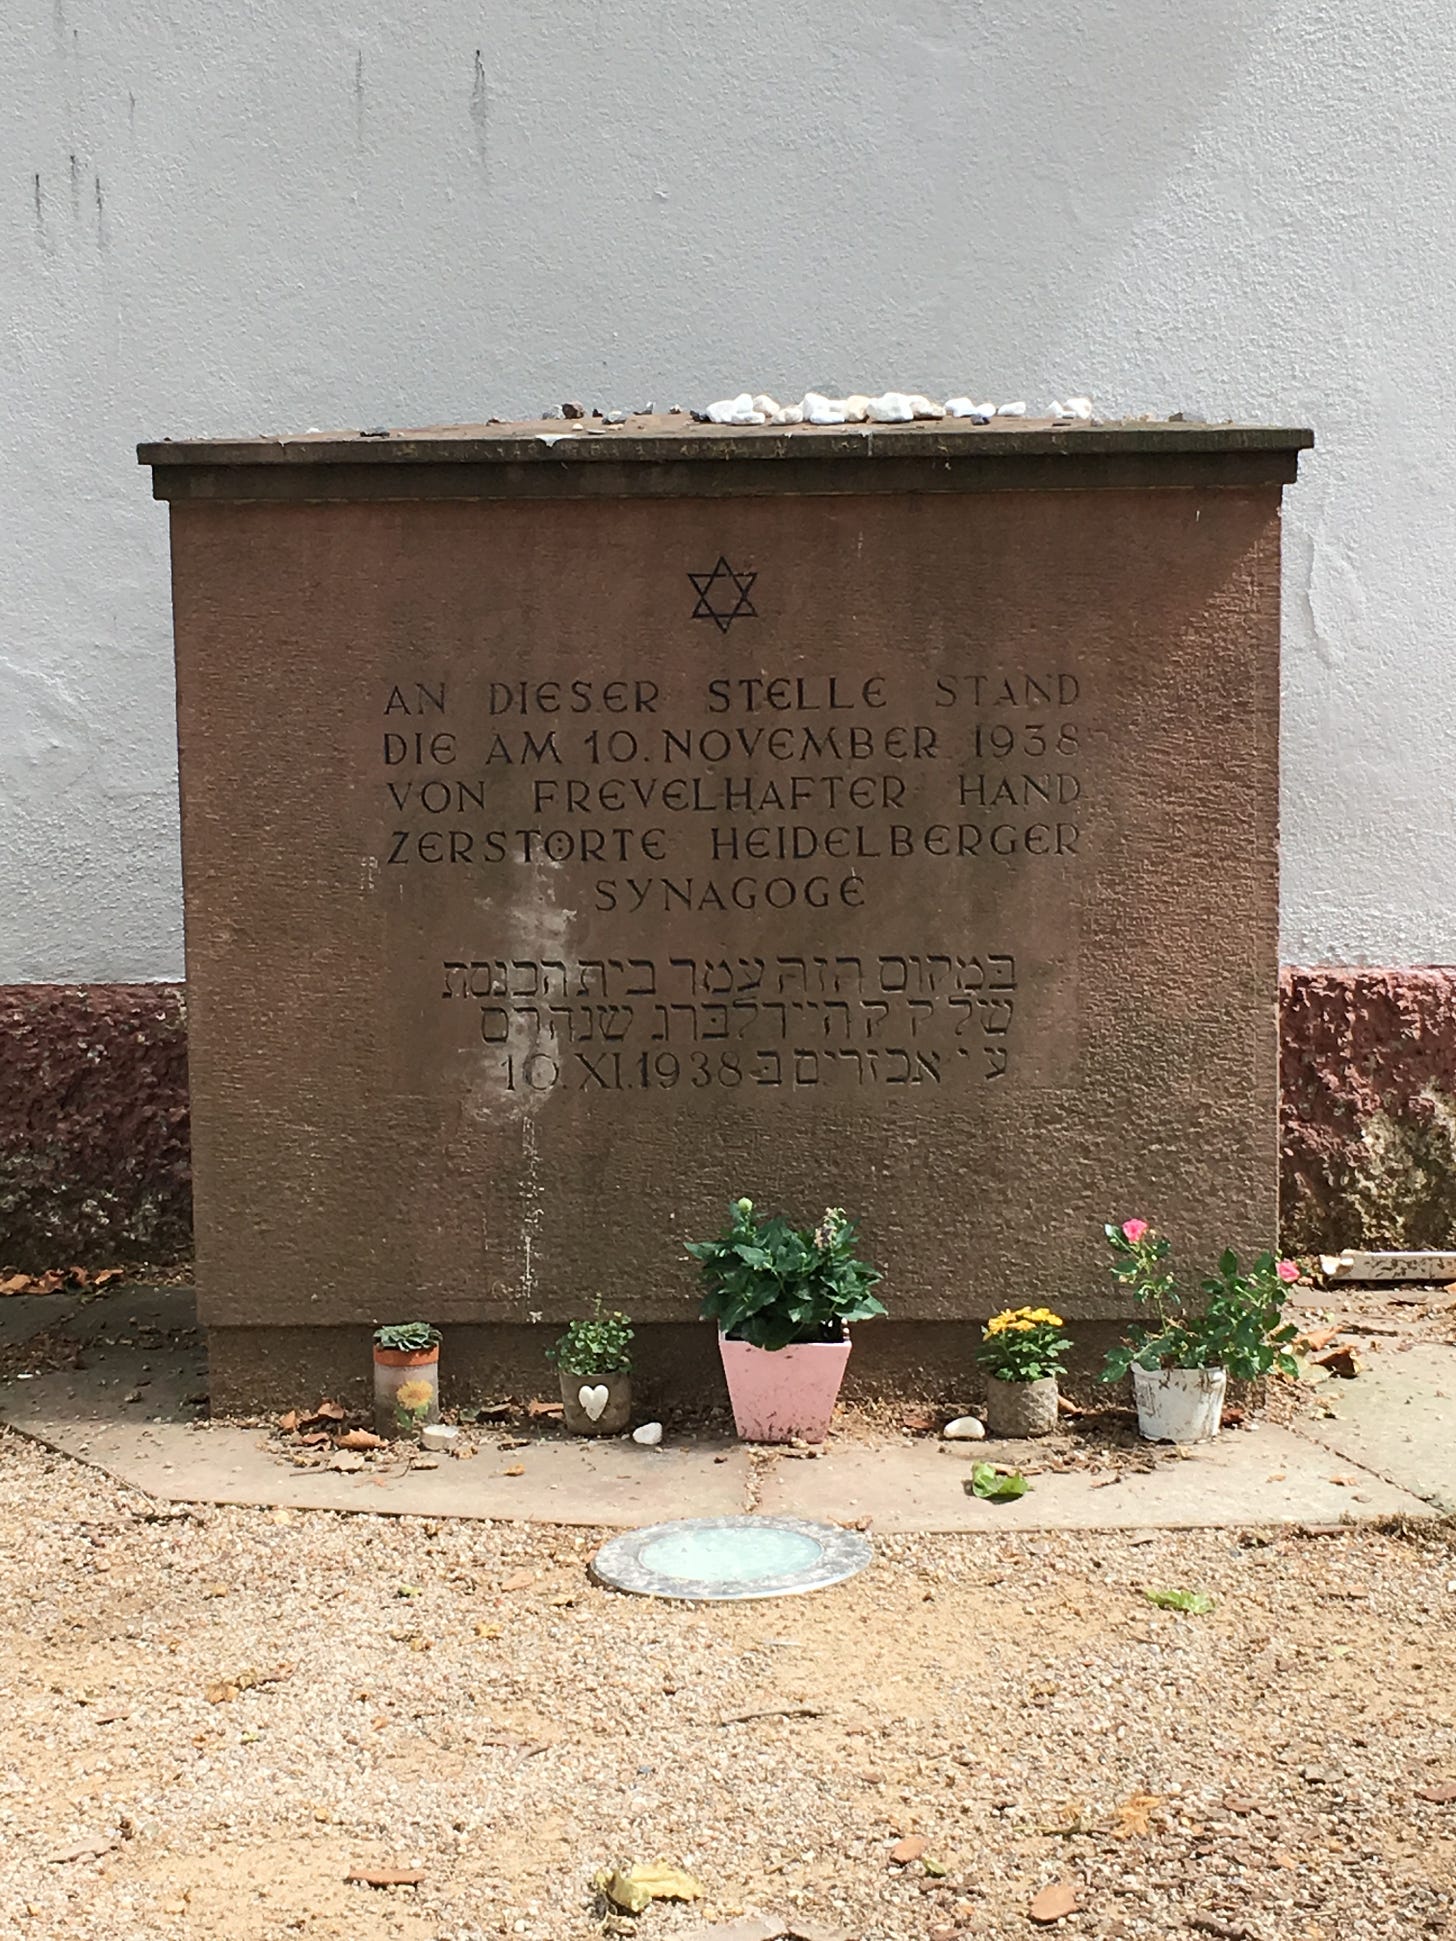 AN DIESER STELLE STAND
DIE AM 10. NOVEMBER 1938
VON FREVELHAFTER HAND
ZERSTÖRTE HEIDELBERGER
SYNAGOGE
במקום הזה עמד בית הכנסת
של ק ק היידלברג שנהרס
ע י אכזרים ב-10.XI.1938